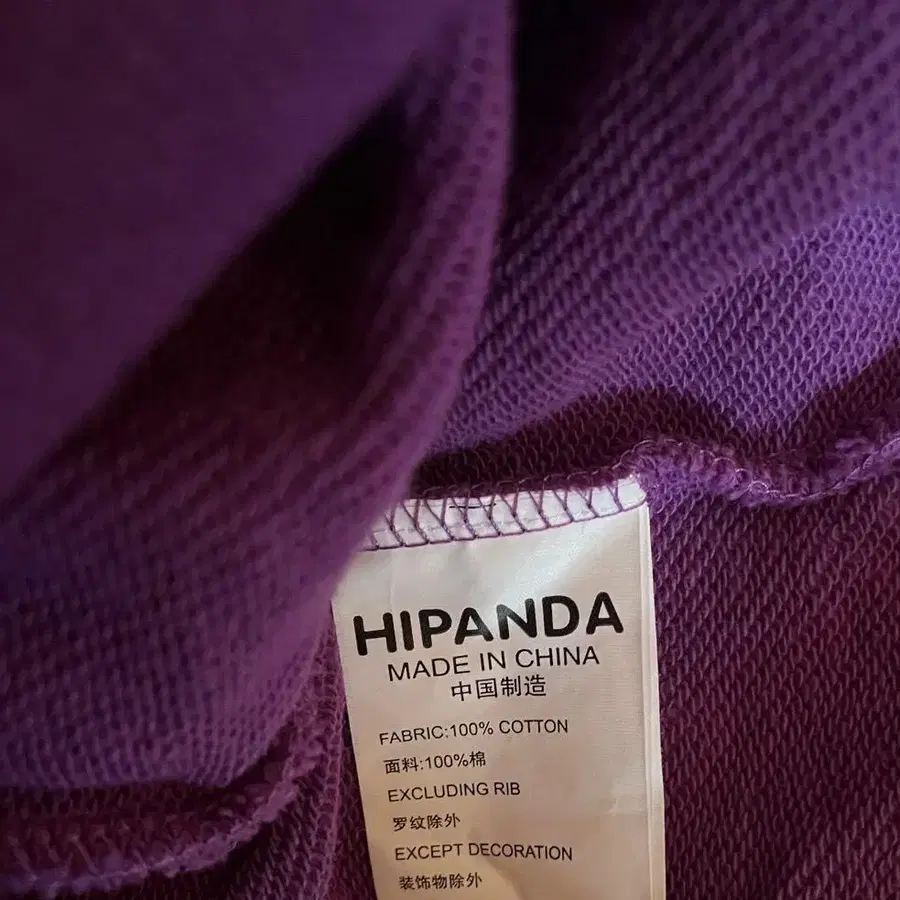 HIPANDA
MADE IN CHINA
中国制造
FABRIC:100% COTTON
面料:100%棉
EXCLUDING RIB
罗纹除外
EXCEPT DECORATION
装饰物除外